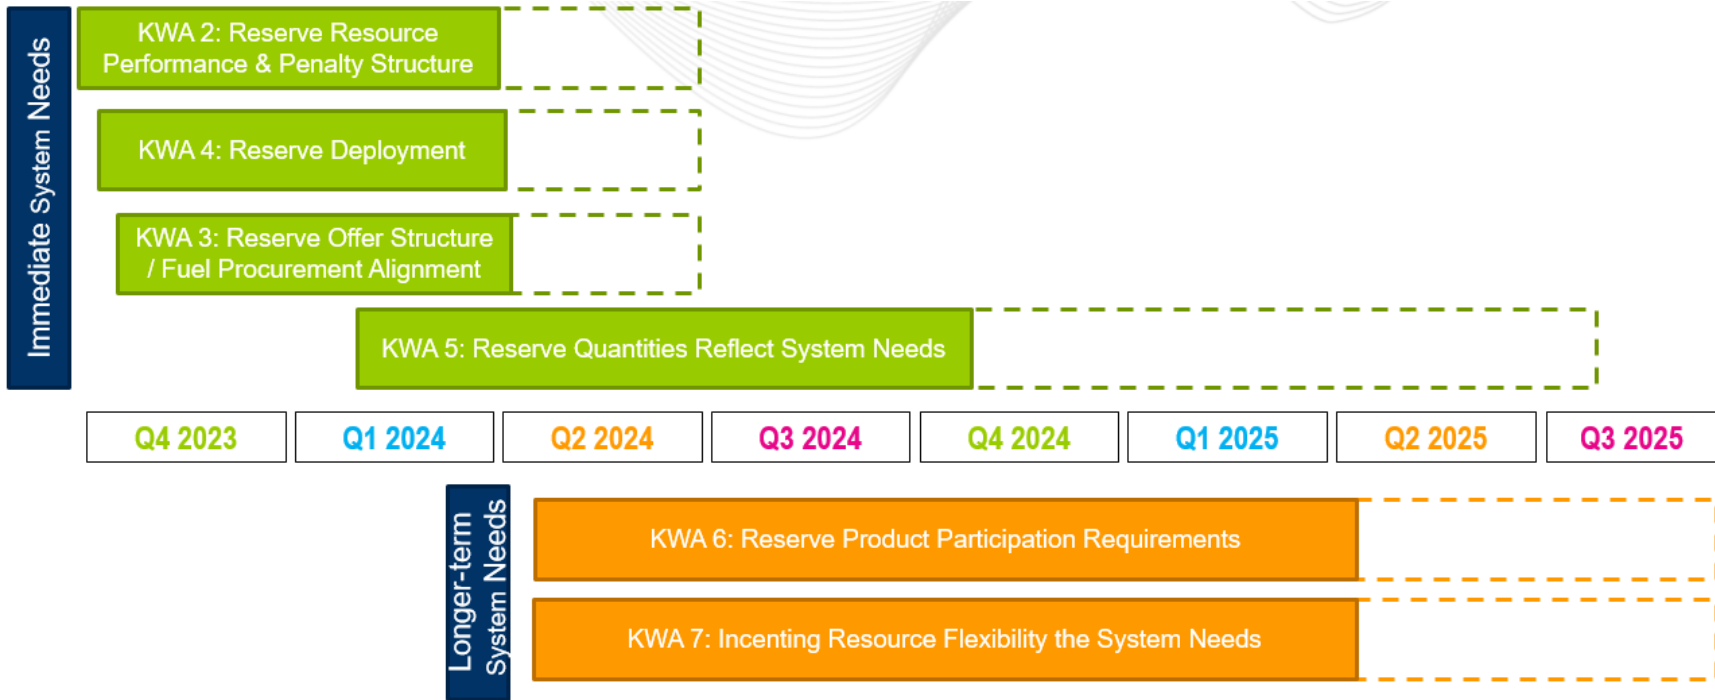 Immediate System Needs
KWA 2: Reserve Resource
Performance & Penalty Structure
KWA 4: Reserve Deployment
KWA 3: Reserve Offer Structure
/ Fuel Procurement Alignment
KWA 5: Reserve Quantities Reflect System Needs
Q4 2023
Q1 2024
Q2 2024
Q3 2024
Q4 2024
Q1 2025
Q2 2025
Q3 2025
Longer-term
System Needs
KWA 6: Reserve Product Participation Requirements
KWA 7: Incenting Resource Flexibility the System Needs